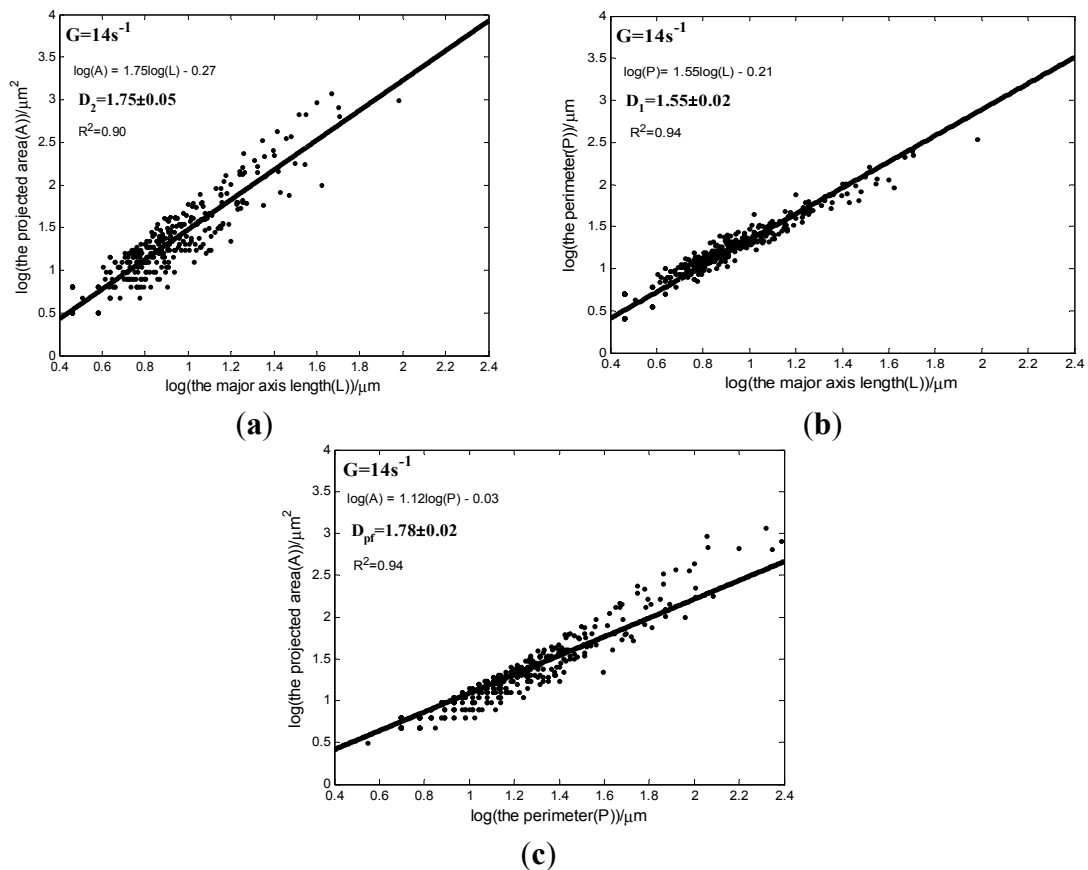 G=14s⁻¹
log(A) = 1.75log(L) - 0.27
D₂=1.75±0.05
R²=0.90
log(the projected area(A))/μm²
4
3.5
3
2.5
2
1.5
1
0.5
0
0.4 0.6 0.8 1 1.2 1.4 1.6 1.8 2 2.2 2.4
log(the major axis length(L))/μm
(a)
G=14s⁻¹
log(P)= 1.55log(L) - 0.21
D₁=1.55±0.02
R²=0.94
log(the perimeter(P))/μm
4
3.5
3
2.5
2
1.5
1
0.5
0
0.4 0.6 0.8 1 1.2 1.4 1.6 1.8 2 2.2 2.4
log(the major axis length(L))/μm
(b)
G=14s⁻¹
log(A) = 1.12log(P) - 0.03
D_pf=1.78±0.02
R²=0.94
log(the projected area(A))/μm²
4
3.5
3
2.5
2
1.5
1
0.5
0
0.4 0.6 0.8 1 1.2 1.4 1.6 1.8 2 2.2 2.4
log(the perimeter(P))/μm
(c)